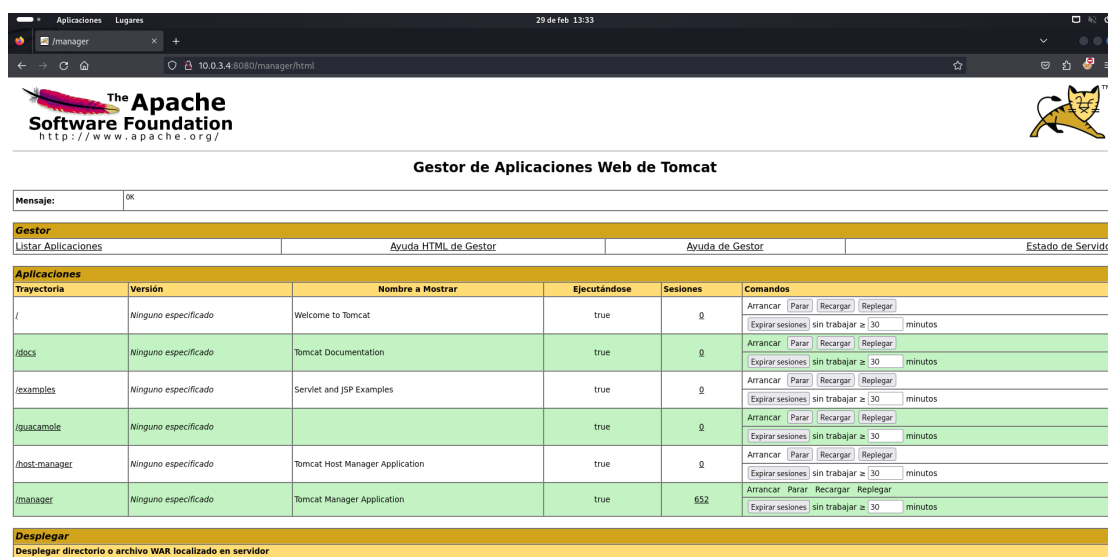 Aplicaciones Lugares 29 de feb 13:33
/manager × +
10.0.3.4:8080/manager/html
The Apache
Software Foundation
http://www.apache.org/
TM
Gestor de Aplicaciones Web de Tomcat
Mensaje: OK
Gestor
Listar Aplicaciones Ayuda HTML de Gestor Ayuda de Gestor Estado de Servido
Aplicaciones
Trayectoria Versión Nombre a Mostrar Ejecutándose Sesiones Comandos
/ Ninguno especificado Welcome to Tomcat true 0 Arrancar Parar Recargar Replegar
Expirar sesiones sin trabajar ≥ 30 minutos
/docs Ninguno especificado Tomcat Documentation true 0 Arrancar Parar Recargar Replegar
Expirar sesiones sin trabajar ≥ 30 minutos
/examples Ninguno especificado Servlet and JSP Examples true 0 Arrancar Parar Recargar Replegar
Expirar sesiones sin trabajar ≥ 30 minutos
/guacamole Ninguno especificado true 0 Arrancar Parar Recargar Replegar
Expirar sesiones sin trabajar ≥ 30 minutos
/host-manager Ninguno especificado Tomcat Host Manager Application true 0 Arrancar Parar Recargar Replegar
Expirar sesiones sin trabajar ≥ 30 minutos
/manager Ninguno especificado Tomcat Manager Application true 652 Arrancar Parar Recargar Replegar
Expirar sesiones sin trabajar ≥ 30 minutos
Desplegar
Desplegar directorio o archivo WAR localizado en servidor